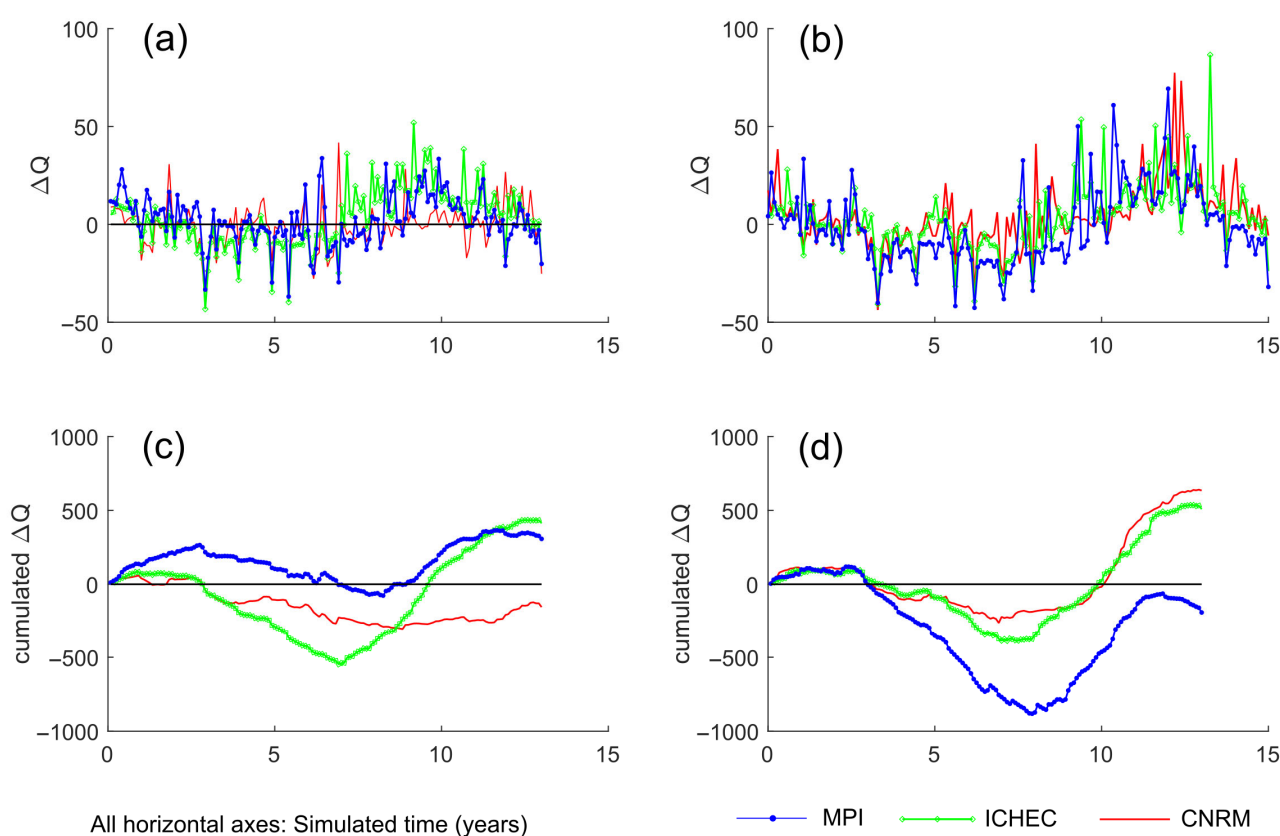 (a)
100
50
0
−50
ΔQ
0 5 10 15
(b)
100
50
0
−50
ΔQ
0 5 10 15
(c)
1000
500
0
−500
−1000
cumulated ΔQ
0 5 10 15
(d)
1000
500
0
−500
−1000
cumulated ΔQ
0 5 10 15
All horizontal axes: Simulated time (years)
MPI ICHEC CNRM